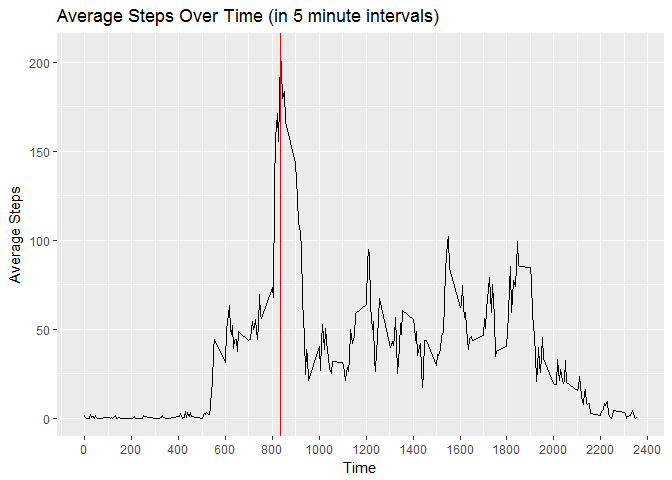 Average Steps Over Time (in 5 minute intervals)
200
150
100
50
0
Average Steps
0 200 400 600 800 1000 1200 1400 1600 1800 2000 2200 2400
Time